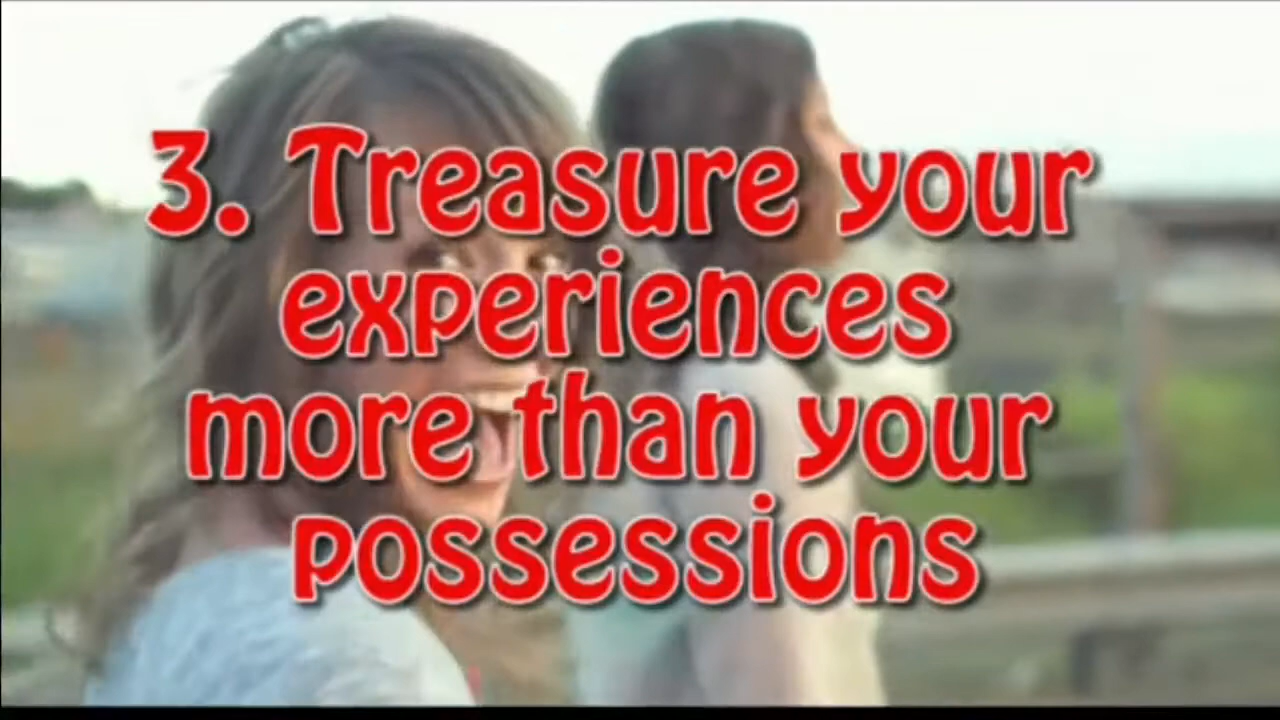 3. Treasure your
experiences
more than your
possessions